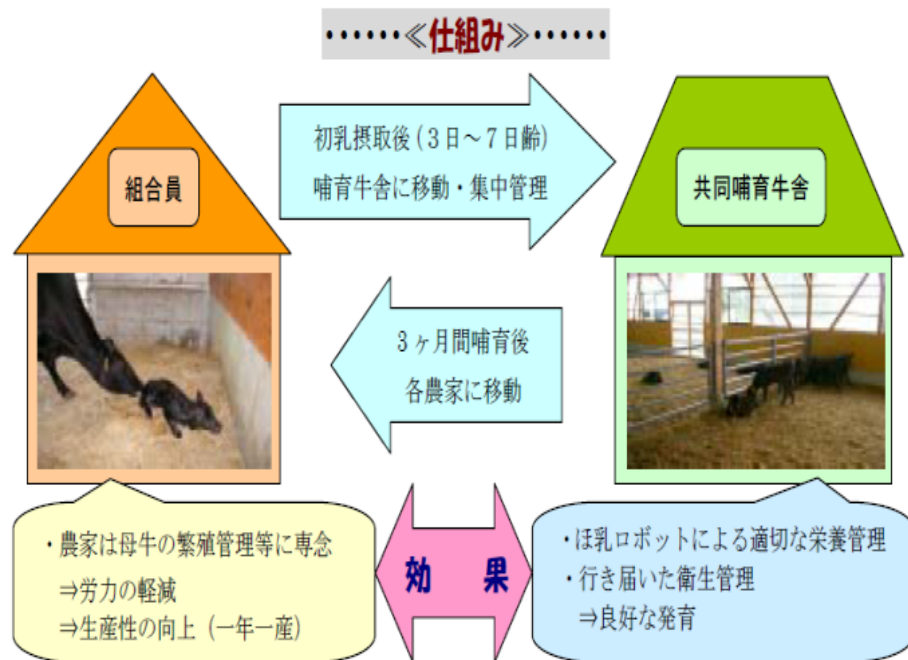 ……≪仕組み≫……
組合員
初乳摂取後(3日～7日齢)
哺育牛舎に移動・集中管理
共同哺育牛舎
3ヶ月間哺育後
各農家に移動
・農家は母牛の繁殖管理等に専念
⇒労力の軽減
⇒生産性の向上（一年一産）
効 果
・ほ乳ロボットによる適切な栄養管理
・行き届いた衛生管理
⇒良好な発育